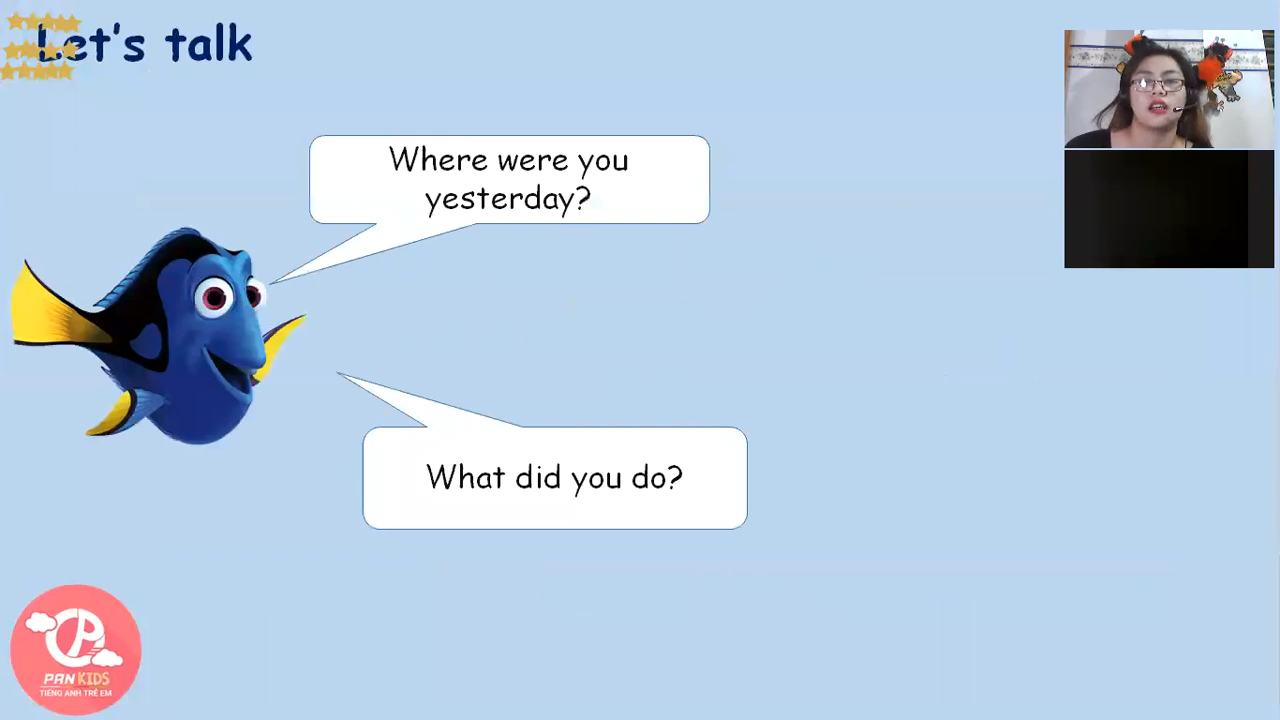 Let's talk
Where were you
yesterday?
What did you do?
PAN KIDS
TIẾNG ANH TRẺ EM